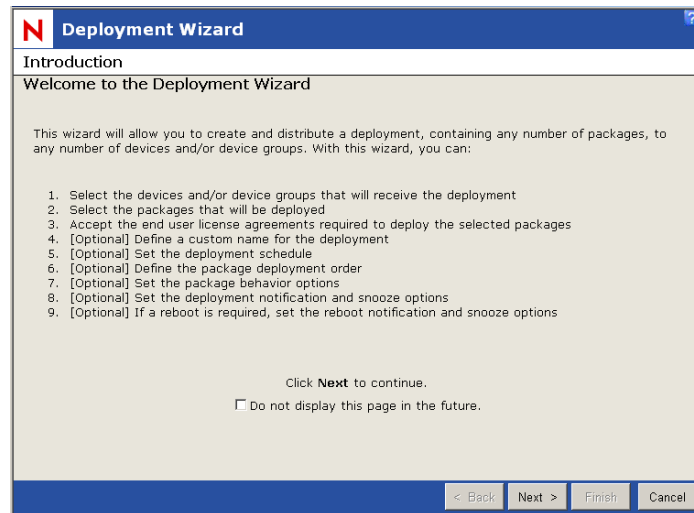 N Deployment Wizard
?
Introduction
Welcome to the Deployment Wizard
This wizard will allow you to create and distribute a deployment, containing any number of packages, to
any number of devices and/or device groups. With this wizard, you can:
1. Select the devices and/or device groups that will receive the deployment
2. Select the packages that will be deployed
3. Accept the end user license agreements required to deploy the selected packages
4. [Optional] Define a custom name for the deployment
5. [Optional] Set the deployment schedule
6. [Optional] Define the package deployment order
7. [Optional] Set the package behavior options
8. [Optional] Set the deployment notification and snooze options
9. [Optional] If a reboot is required, set the reboot notification and snooze options
Click Next to continue.
Do not display this page in the future.
< Back Next > Finish Cancel